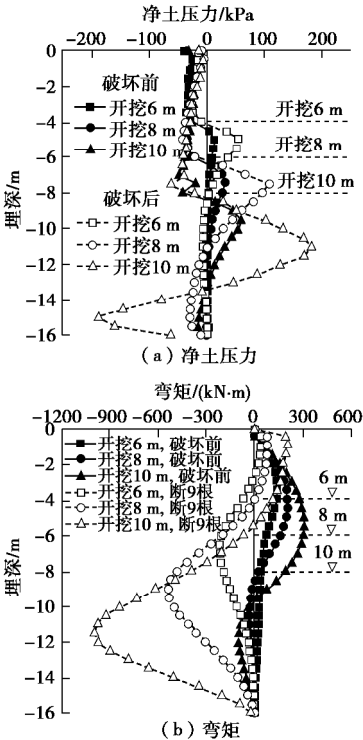 净土压力/kPa
−200 −100 0 100 200
0
−2
−4
−6
−8
−10
−12
−14
−16
埋深/m
破坏前
开挖6 m
开挖8 m
开挖10 m
破坏后
开挖6 m
开挖8 m
开挖10 m
开挖6 m
开挖8 m
开挖10 m
(a)净土压力
弯矩/(kN·m)
−1200 −900 −600 −300 0 300 600
0
−2
−4
−6
−8
−10
−12
−14
−16
埋深/m
开挖6 m, 破坏前
开挖8 m, 破坏前
开挖10 m, 破坏前
开挖6 m, 断9根
开挖8 m, 断9根
开挖10 m, 断9根
6 m
8 m
10 m
(b)弯矩